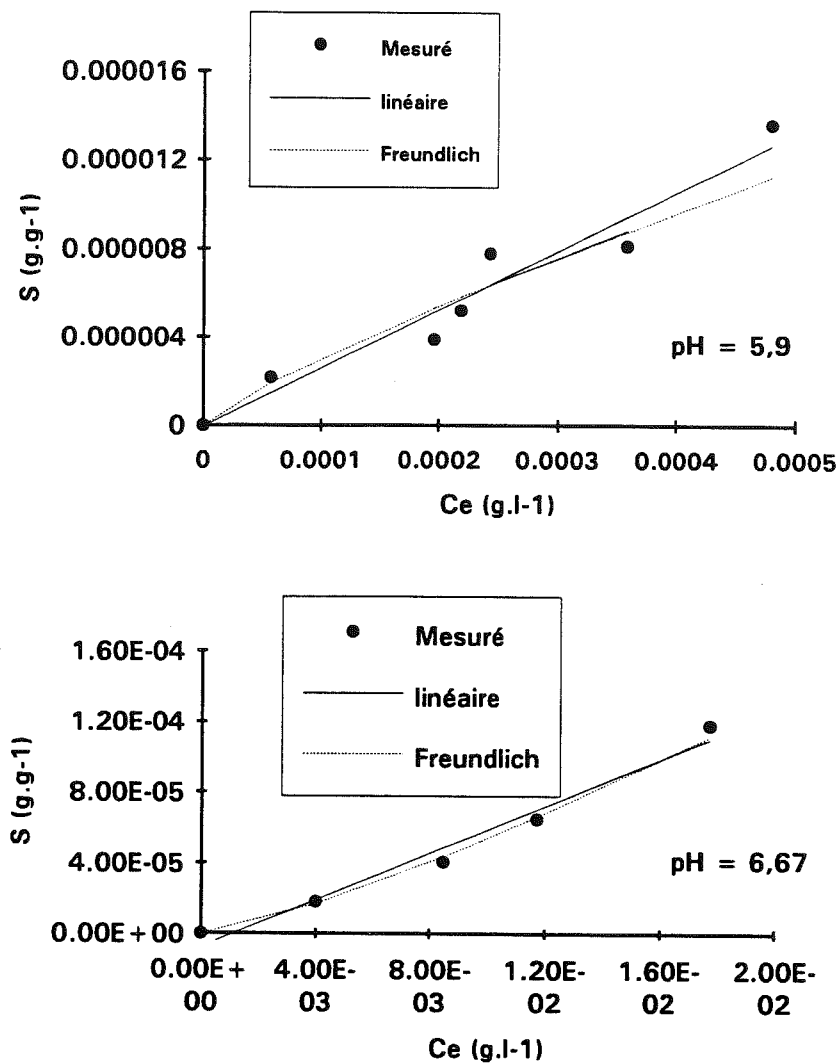 Mesuré
linéaire
Freundlich
0.000016
0.000012
0.000008
0.000004
0
S (g.g-1)
pH = 5,9
0 0.0001 0.0002 0.0003 0.0004 0.0005
Ce (g.l-1)
Mesuré
linéaire
Freundlich
1.60E-04
1.20E-04
8.00E-05
4.00E-05
0.00E+00
S (g.g-1)
pH = 6,67
0.00E+ 4.00E- 8.00E- 1.20E- 1.60E- 2.00E-
00 03 03 02 02 02
Ce (g.l-1)